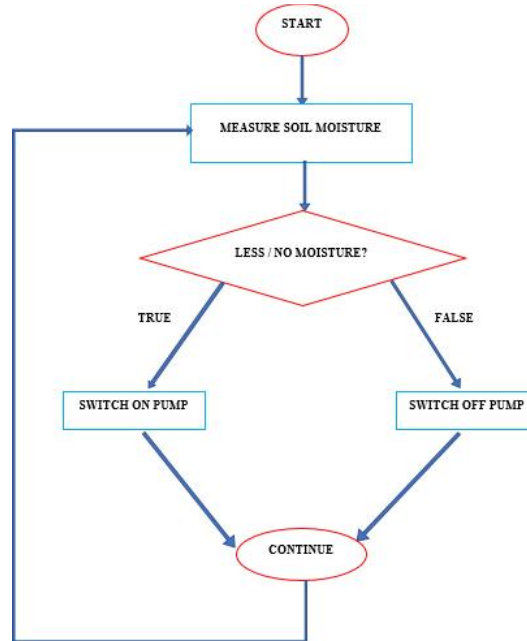 START
MEASURE SOIL MOISTURE
LESS / NO MOISTURE?
TRUE
FALSE
SWITCH ON PUMP
SWITCH OFF PUMP
CONTINUE